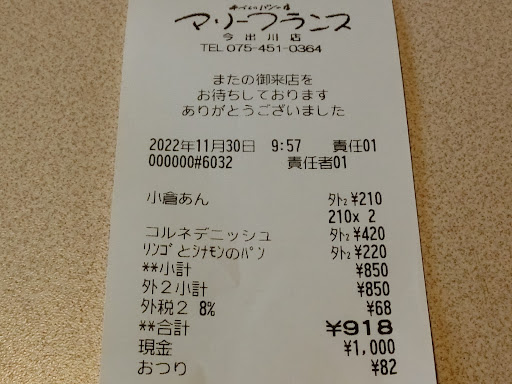 マリーフランス
今出川店
TEL 075-451-0364
またの御来店を
お待ちしております
ありがとうございました
2022年11月30日 9:57 責任01
000000#6032 責任者01
小倉あん 外2 ¥210
210x 2
コルネデニッシュ 外2 ¥420
リンゴとシナモンのパン 外2 ¥220
**小計 ¥850
外2小計 ¥850
外税2 8% ¥68
**合計 ¥918
現金 ¥1,000
おつり ¥82